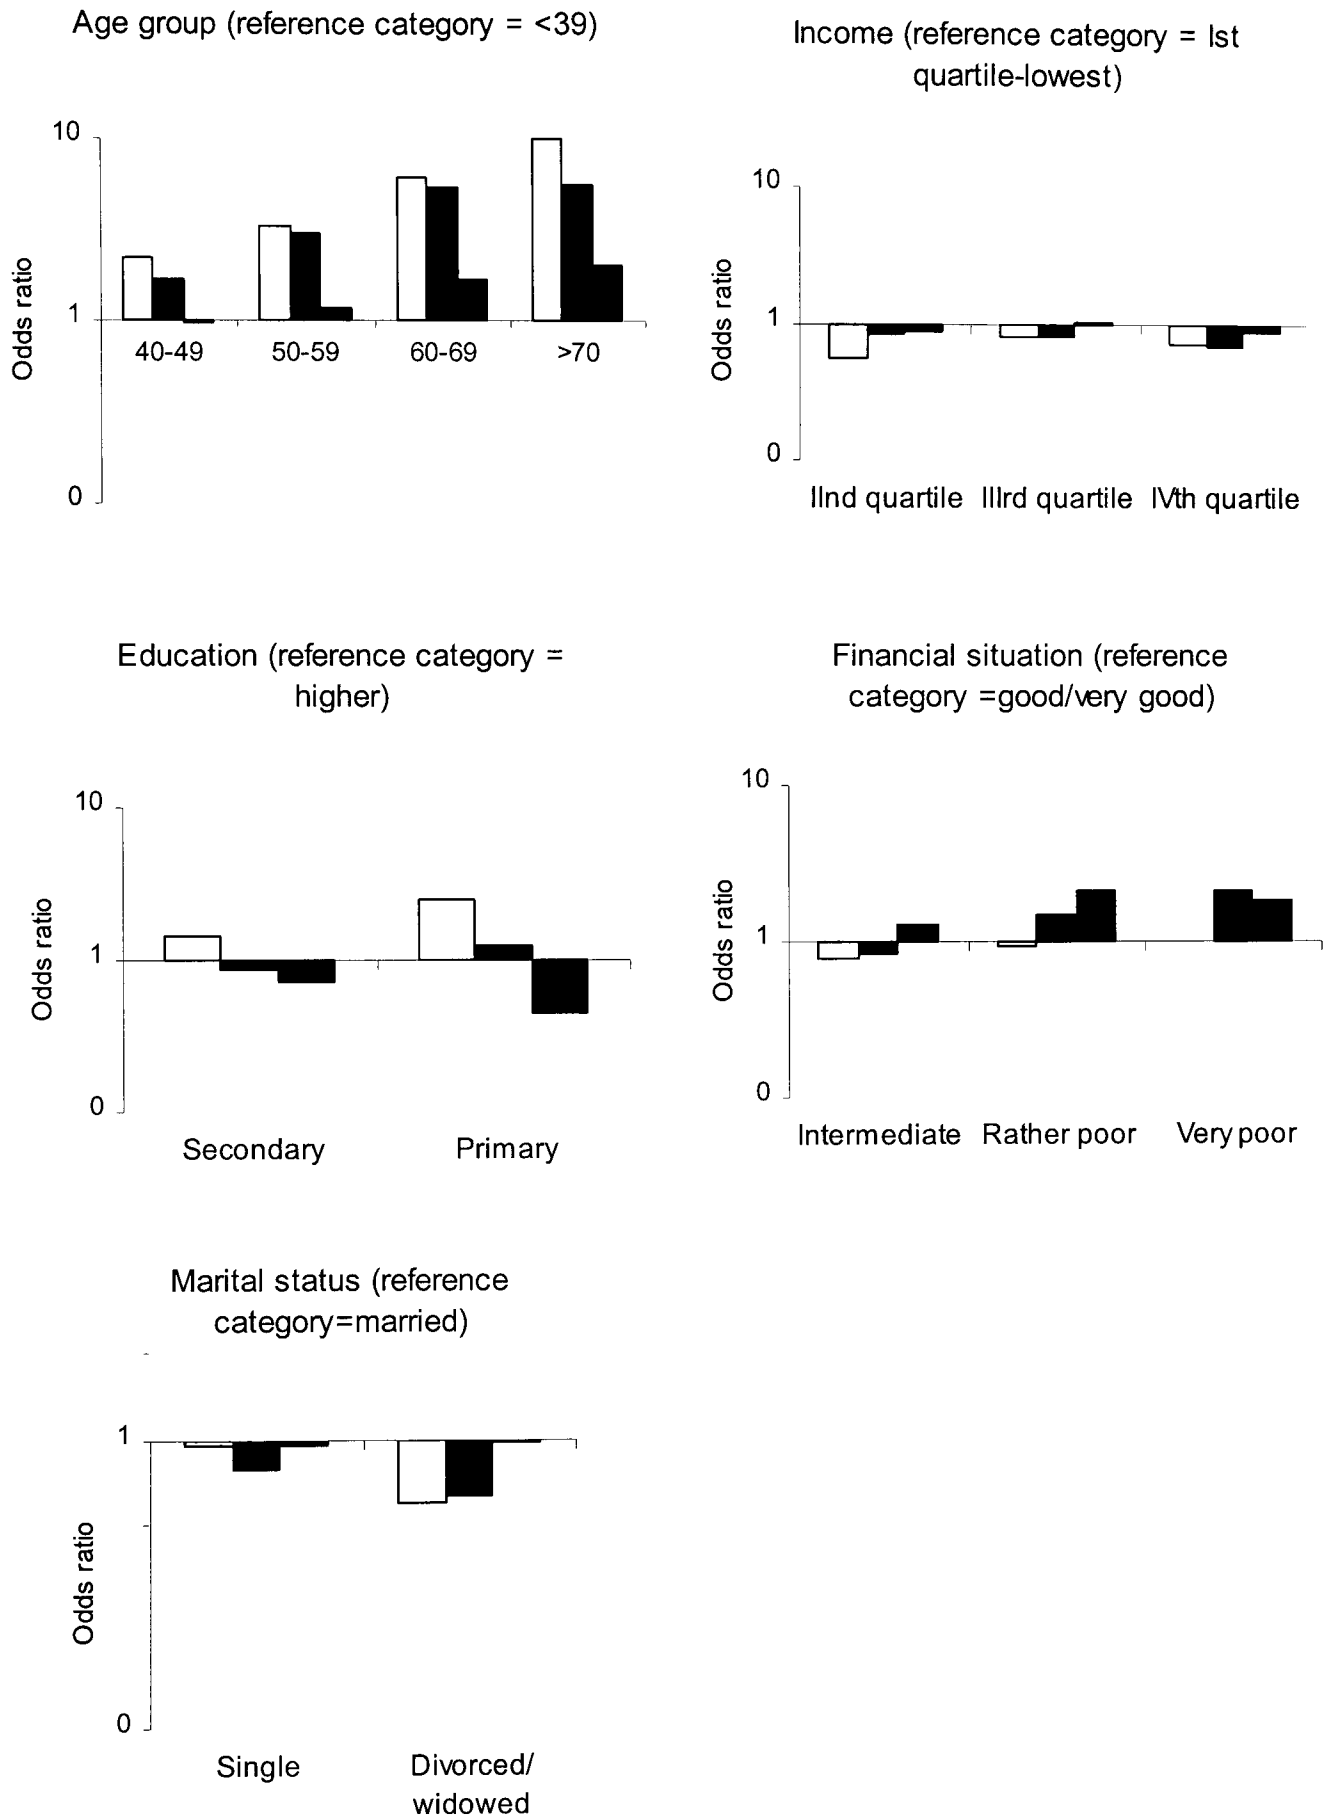 Age group (reference category = <39)
10
1
0
Odds ratio
40-49 50-59 60-69 >70
Income (reference category = Ist
quartile-lowest)
10
1
0
Odds ratio
IInd quartile IIIrd quartile IVth quartile
Education (reference category =
higher)
10
1
0
Odds ratio
Secondary Primary
Financial situation (reference
category =good/very good)
10
1
0
Odds ratio
Intermediate Rather poor Very poor
Marital status (reference
category=married)
1
0
Odds ratio
Single Divorced/
widowed